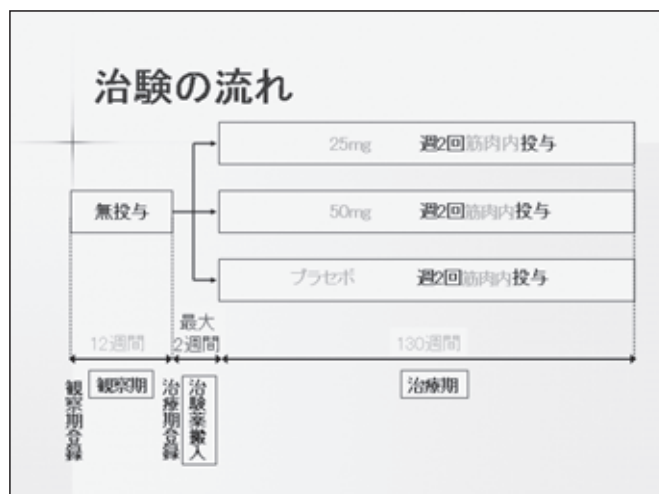 治験の流れ
25mg 週2回筋肉内投与
無投与
50mg 週2回筋肉内投与
プラセボ 週2回筋肉内投与
最大
12週間
2週間
130週間
観察期登録
観察期
治療期登録
治験薬搬入
治療期